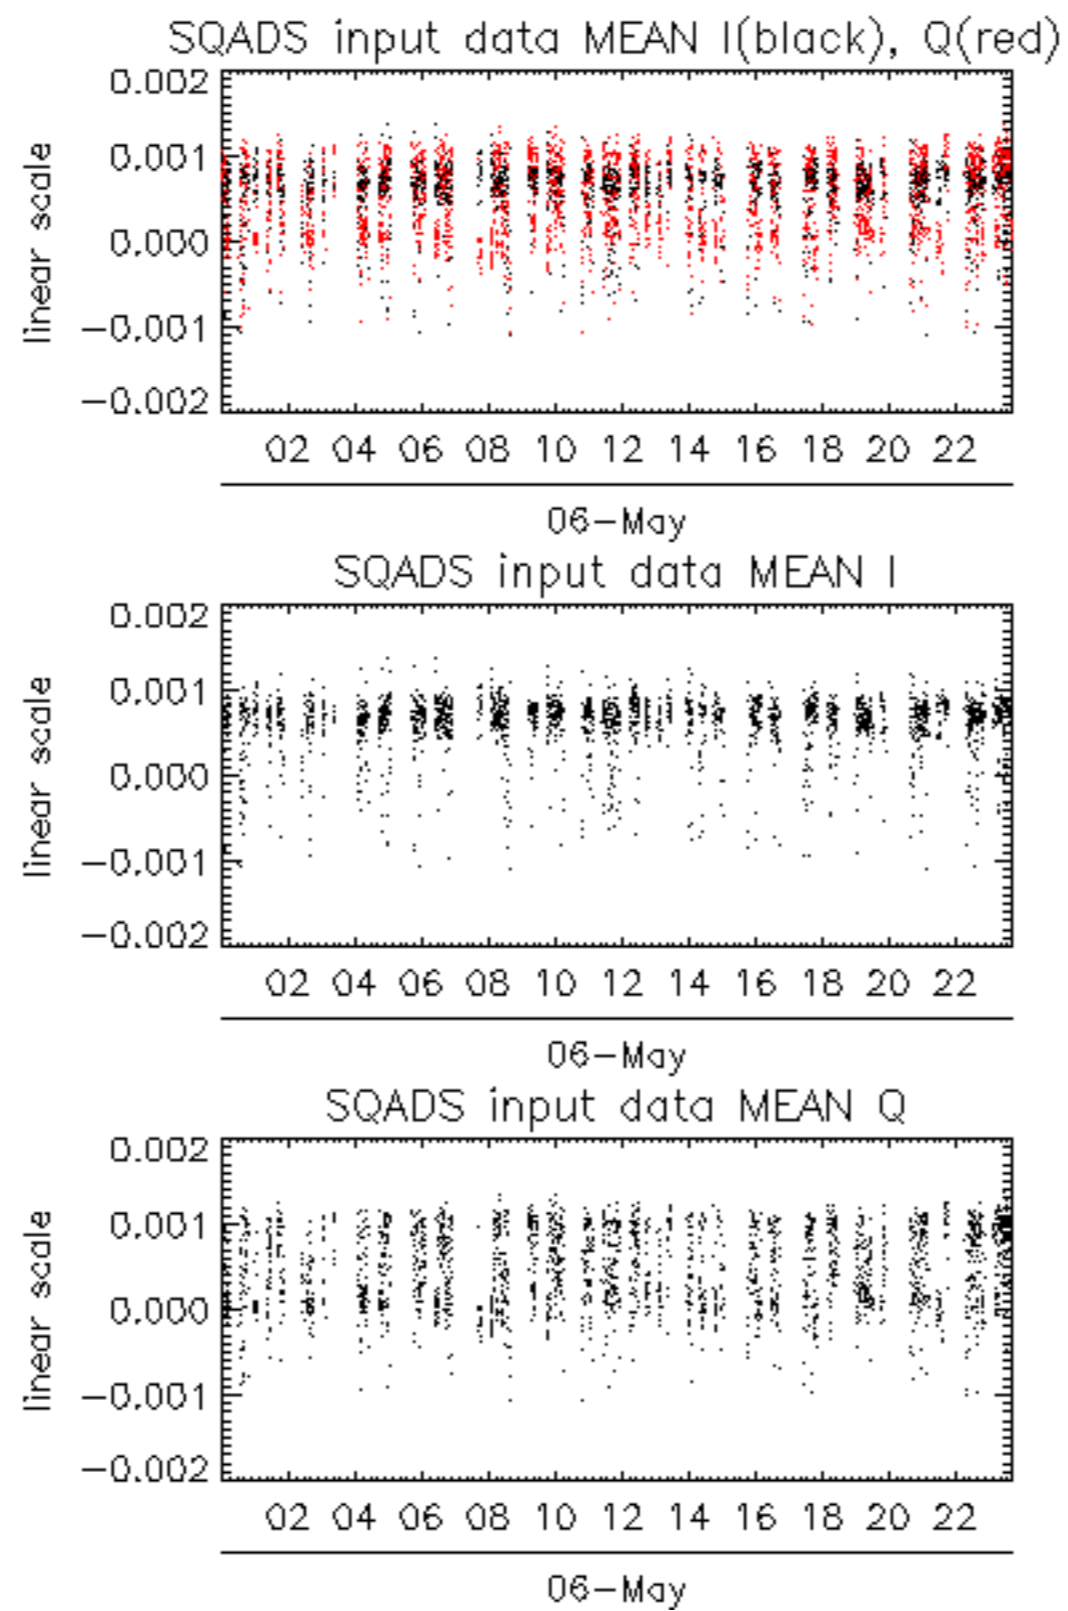 SQADS input data MEAN I(black), Q(red)
linear scale
0.002
0.001
0.000
−0.001
−0.002
02 04 06 08 10 12 14 16 18 20 22
06−May
SQADS input data MEAN I
linear scale
0.002
0.001
0.000
−0.001
−0.002
02 04 06 08 10 12 14 16 18 20 22
06−May
SQADS input data MEAN Q
linear scale
0.002
0.001
0.000
−0.001
−0.002
02 04 06 08 10 12 14 16 18 20 22
06−May